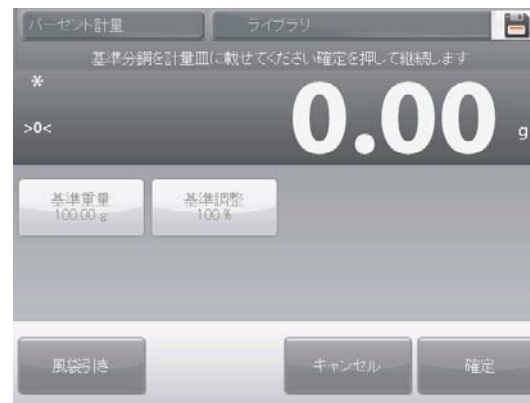 パーセント計量 ライブラリ
基準分銅を計量皿に載せてください確定を押して継続します
*
>0<
0.00 g
基準重量 基準調整
100.00 g 100 %
風袋引き キャンセル 確定